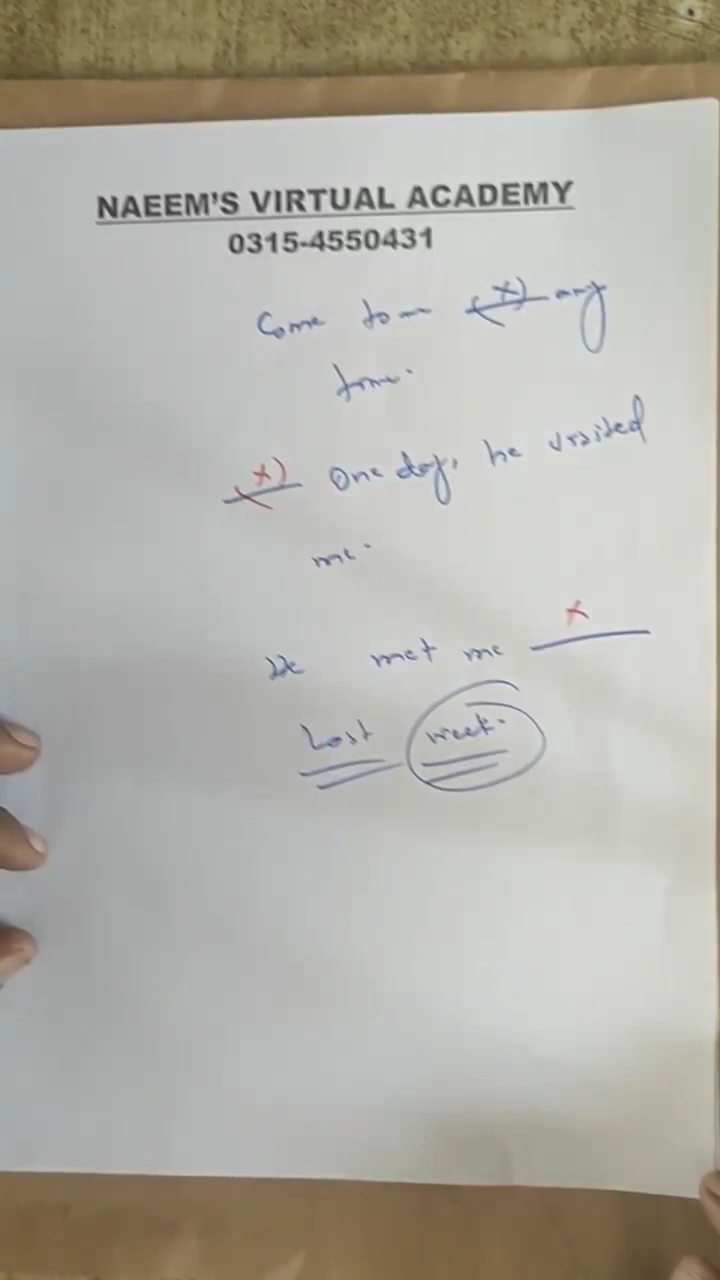 NAEEM'S VIRTUAL ACADEMY
0315-4550431
Come to me (x) any
time.
(x) One day, he visited
me.
He met me x
Last week.